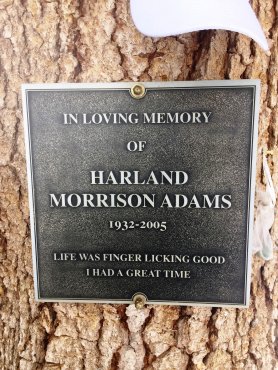 IN LOVING MEMORY
OF
HARLAND
MORRISON ADAMS
1932-2005
LIFE WAS FINGER LICKING GOOD
I HAD A GREAT TIME